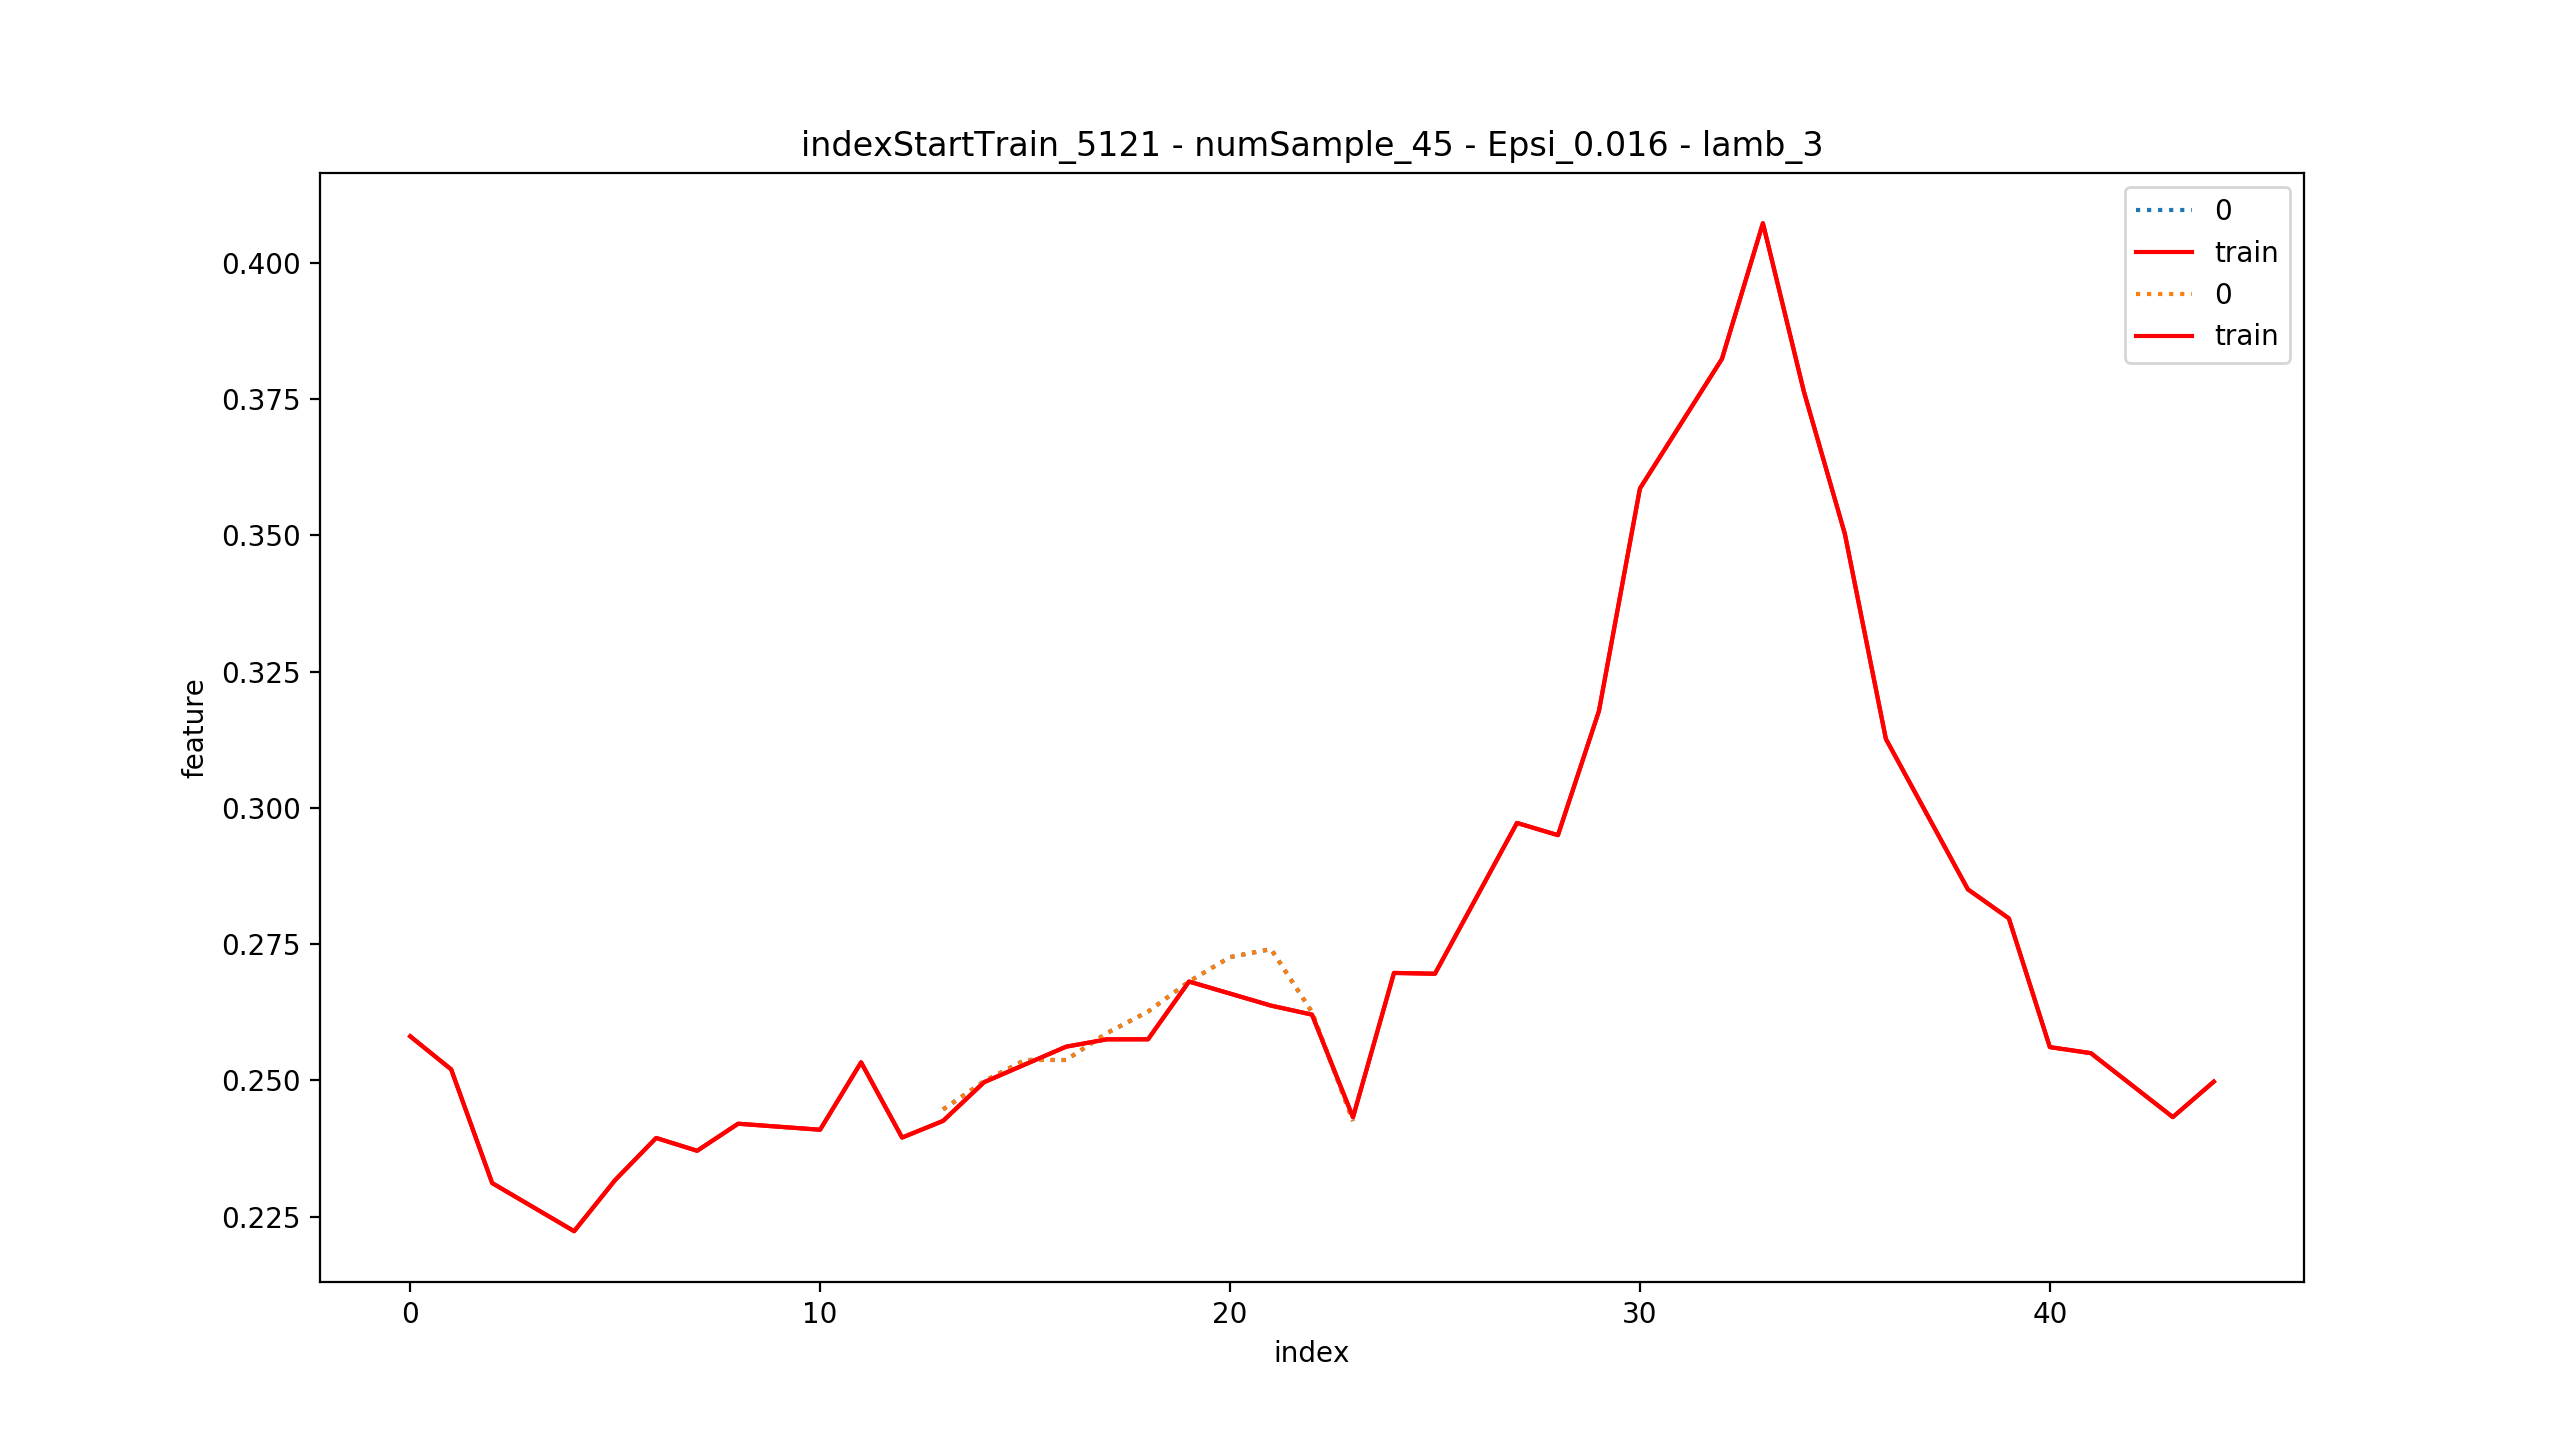 indexStartTrain_5121 - numSample_45 - Epsi_0.016 - lamb_3
0
train
0
train
0.400
0.375
0.350
0.325
0.300
0.275
0.250
0.225
feature
0 10 20 30 40
index